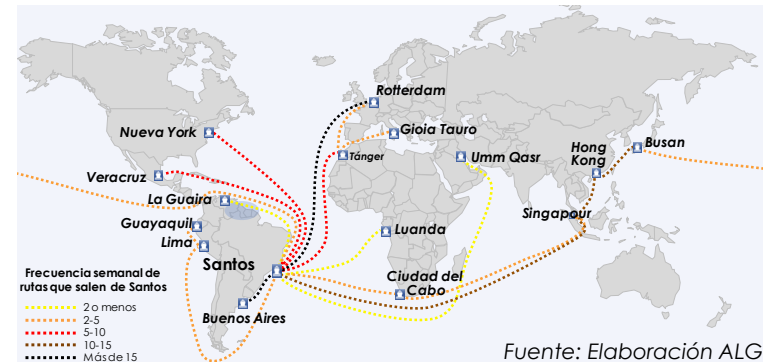 Rotterdam
Nueva York
Gioia Tauro
Hong
Kong
Busan
Tánger
Umm Qasr
Veracruz
La Guaira
Guayaquil
Singapour
Lima
Luanda
Santos
Ciudad del
Cabo
Buenos Aires
Frecuencia semanal de
rutas que salen de Santos
2 o menos
2-5
5-10
10-15
Más de 15
Fuente: Elaboración ALG